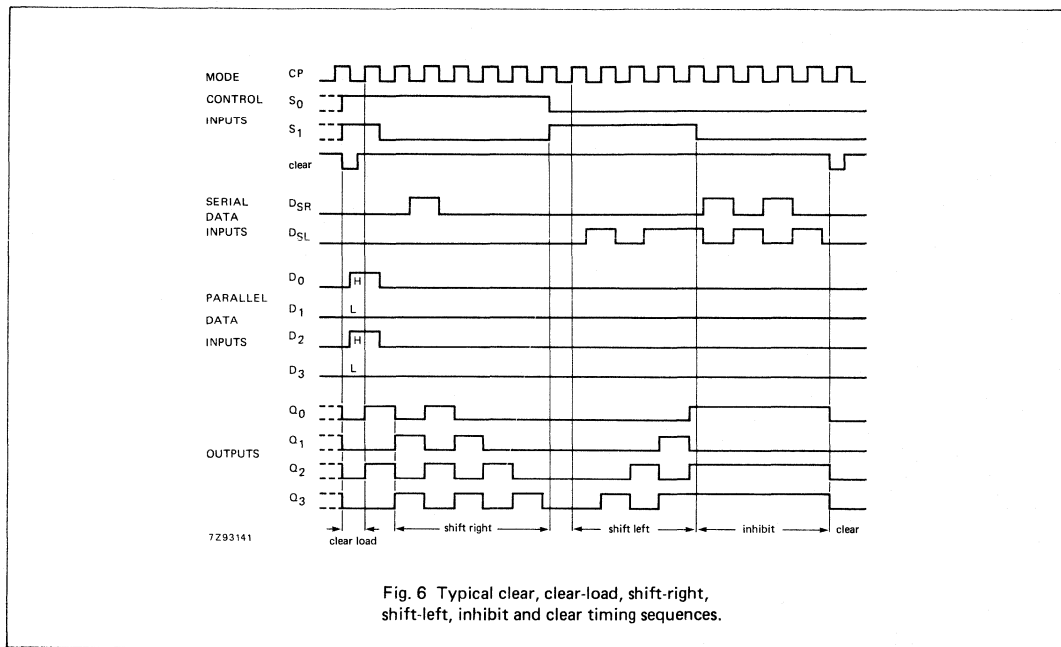 MODE
CONTROL
INPUTS
CP
S0
S1
clear
SERIAL
DATA
INPUTS
DSR
DSL
PARALLEL
DATA
INPUTS
D0
H
D1
L
D2
H
D3
L
OUTPUTS
Q0
Q1
Q2
Q3
clear load
shift right
shift left
inhibit
clear
7Z93141
Fig. 6 Typical clear, clear-load, shift-right,
shift-left, inhibit and clear timing sequences.